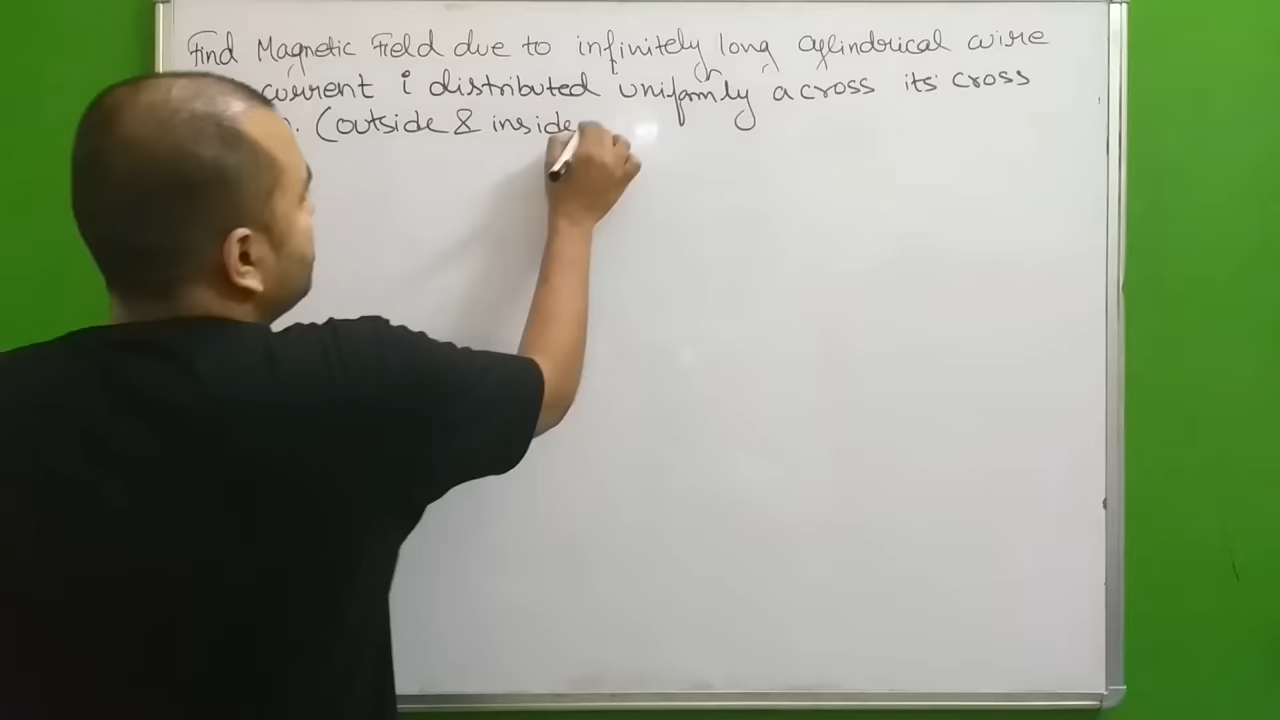 Find Magnetic Field due to infinitely long cylindrical wire
current i distributed uniformly across its cross
(outside & inside